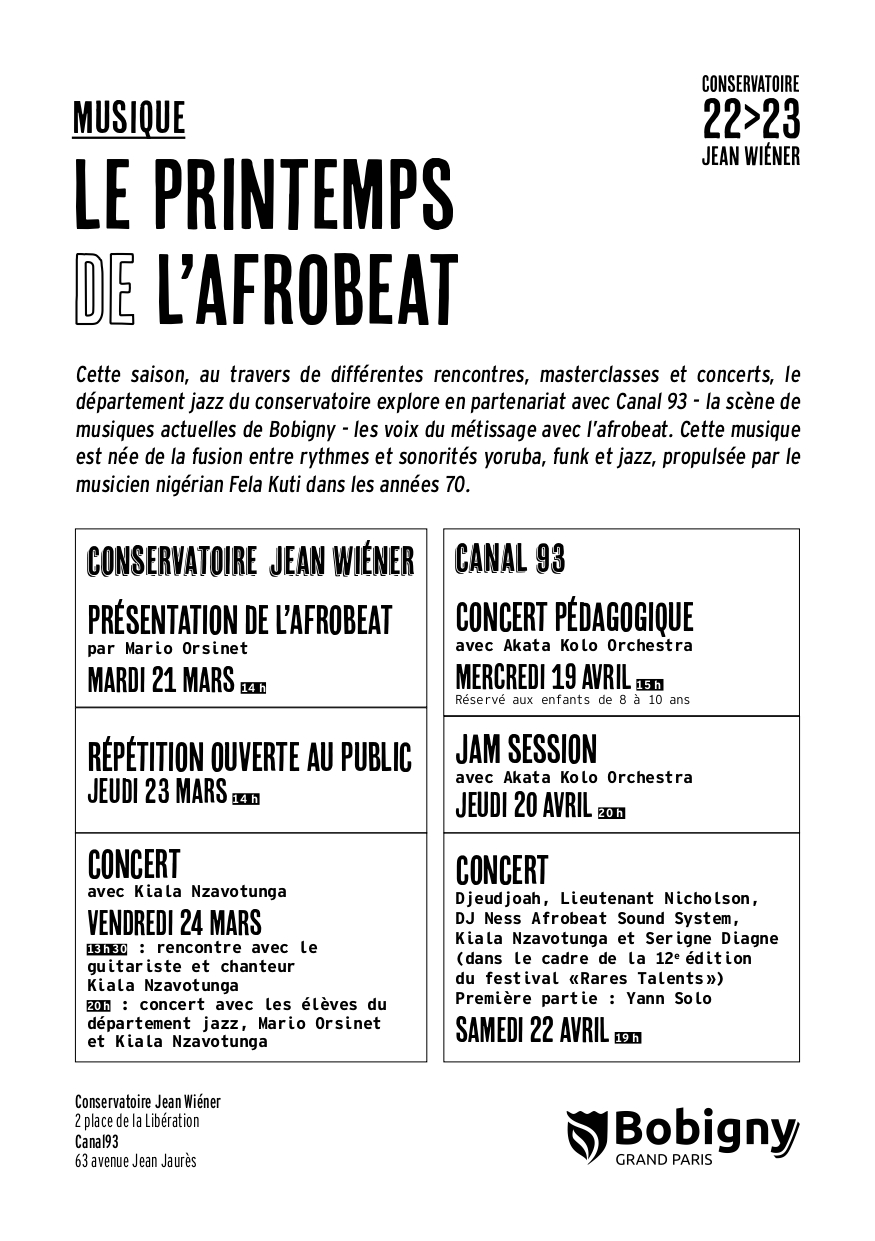 MUSIQUE
CONSERVATOIRE
22>23
JEAN WIÉNER
LE PRINTEMPS
DE L'AFROBEAT
Cette saison, au travers de différentes rencontres, masterclasses et concerts, le
département jazz du conservatoire explore en partenariat avec Canal 93 - la scène de
musiques actuelles de Bobigny - les voix du métissage avec l'afrobeat. Cette musique
est née de la fusion entre rythmes et sonorités yoruba, funk et jazz, propulsée par le
musicien nigérian Fela Kuti dans les années 70.
CONSERVATOIRE JEAN WIÉNER
PRÉSENTATION DE L'AFROBEAT
par Mario Orsinet
MARDI 21 MARS 14h
RÉPÉTITION OUVERTE AU PUBLIC
JEUDI 23 MARS 14h
CONCERT
avec Kiala Nzavotunga
VENDREDI 24 MARS
13h30 : rencontre avec le
guitariste et chanteur
Kiala Nzavotunga
20h : concert avec les élèves du
département jazz, Mario Orsinet
et Kiala Nzavotunga
CANAL 93
CONCERT PÉDAGOGIQUE
avec Akata Kolo Orchestra
MERCREDI 19 AVRIL 15h
Réservé aux enfants de 8 à 10 ans
JAM SESSION
avec Akata Kolo Orchestra
JEUDI 20 AVRIL 20h
CONCERT
Djeudjoah, Lieutenant Nicholson,
DJ Ness Afrobeat Sound System,
Kiala Nzavotunga et Serigne Diagne
(dans le cadre de la 12e édition
du festival «Rares Talents»)
Première partie : Yann Solo
SAMEDI 22 AVRIL 19h
Conservatoire Jean Wiéner
2 place de la Libération
Canal93
63 avenue Jean Jaurès
Bobigny
GRAND PARIS